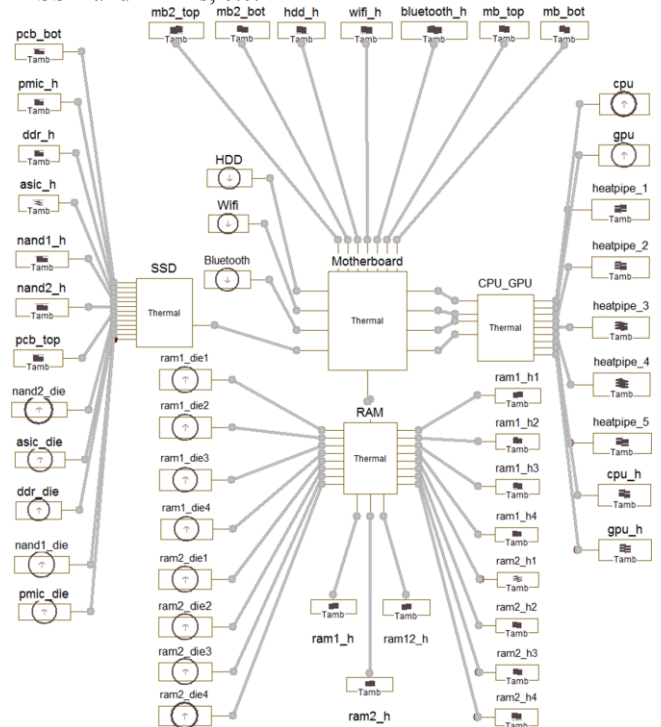 mb2_top
mb2_bot
hdd_h
wifi_h
bluetooth_h
mb_top
mb_bot
Tamb
Tamb
Tamb
Tamb
Tamb
Tamb
Tamb
pcb_bot
Tamb
pmic_h
Tamb
ddr_h
Tamb
asic_h
Tamb
nand1_h
Tamb
nand2_h
Tamb
pcb_top
Tamb
nand2_die
asic_die
ddr_die
nand1_die
pmic_die
SSD
Thermal
HDD
Wifi
Bluetooth
Motherboard
Thermal
CPU_GPU
Thermal
cpu
gpu
heatpipe_1
Tamb
heatpipe_2
Tamb
heatpipe_3
Tamb
heatpipe_4
Tamb
heatpipe_5
Tamb
cpu_h
Tamb
gpu_h
Tamb
RAM
Thermal
ram1_die1
ram1_die2
ram1_die3
ram1_die4
ram2_die1
ram2_die2
ram2_die3
ram2_die4
ram1_h1
Tamb
ram1_h2
Tamb
ram1_h3
Tamb
ram1_h4
Tamb
ram2_h1
Tamb
ram2_h2
Tamb
ram2_h3
Tamb
ram2_h4
Tamb
Tamb
ram1_h
Tamb
ram12_h
Tamb
ram2_h